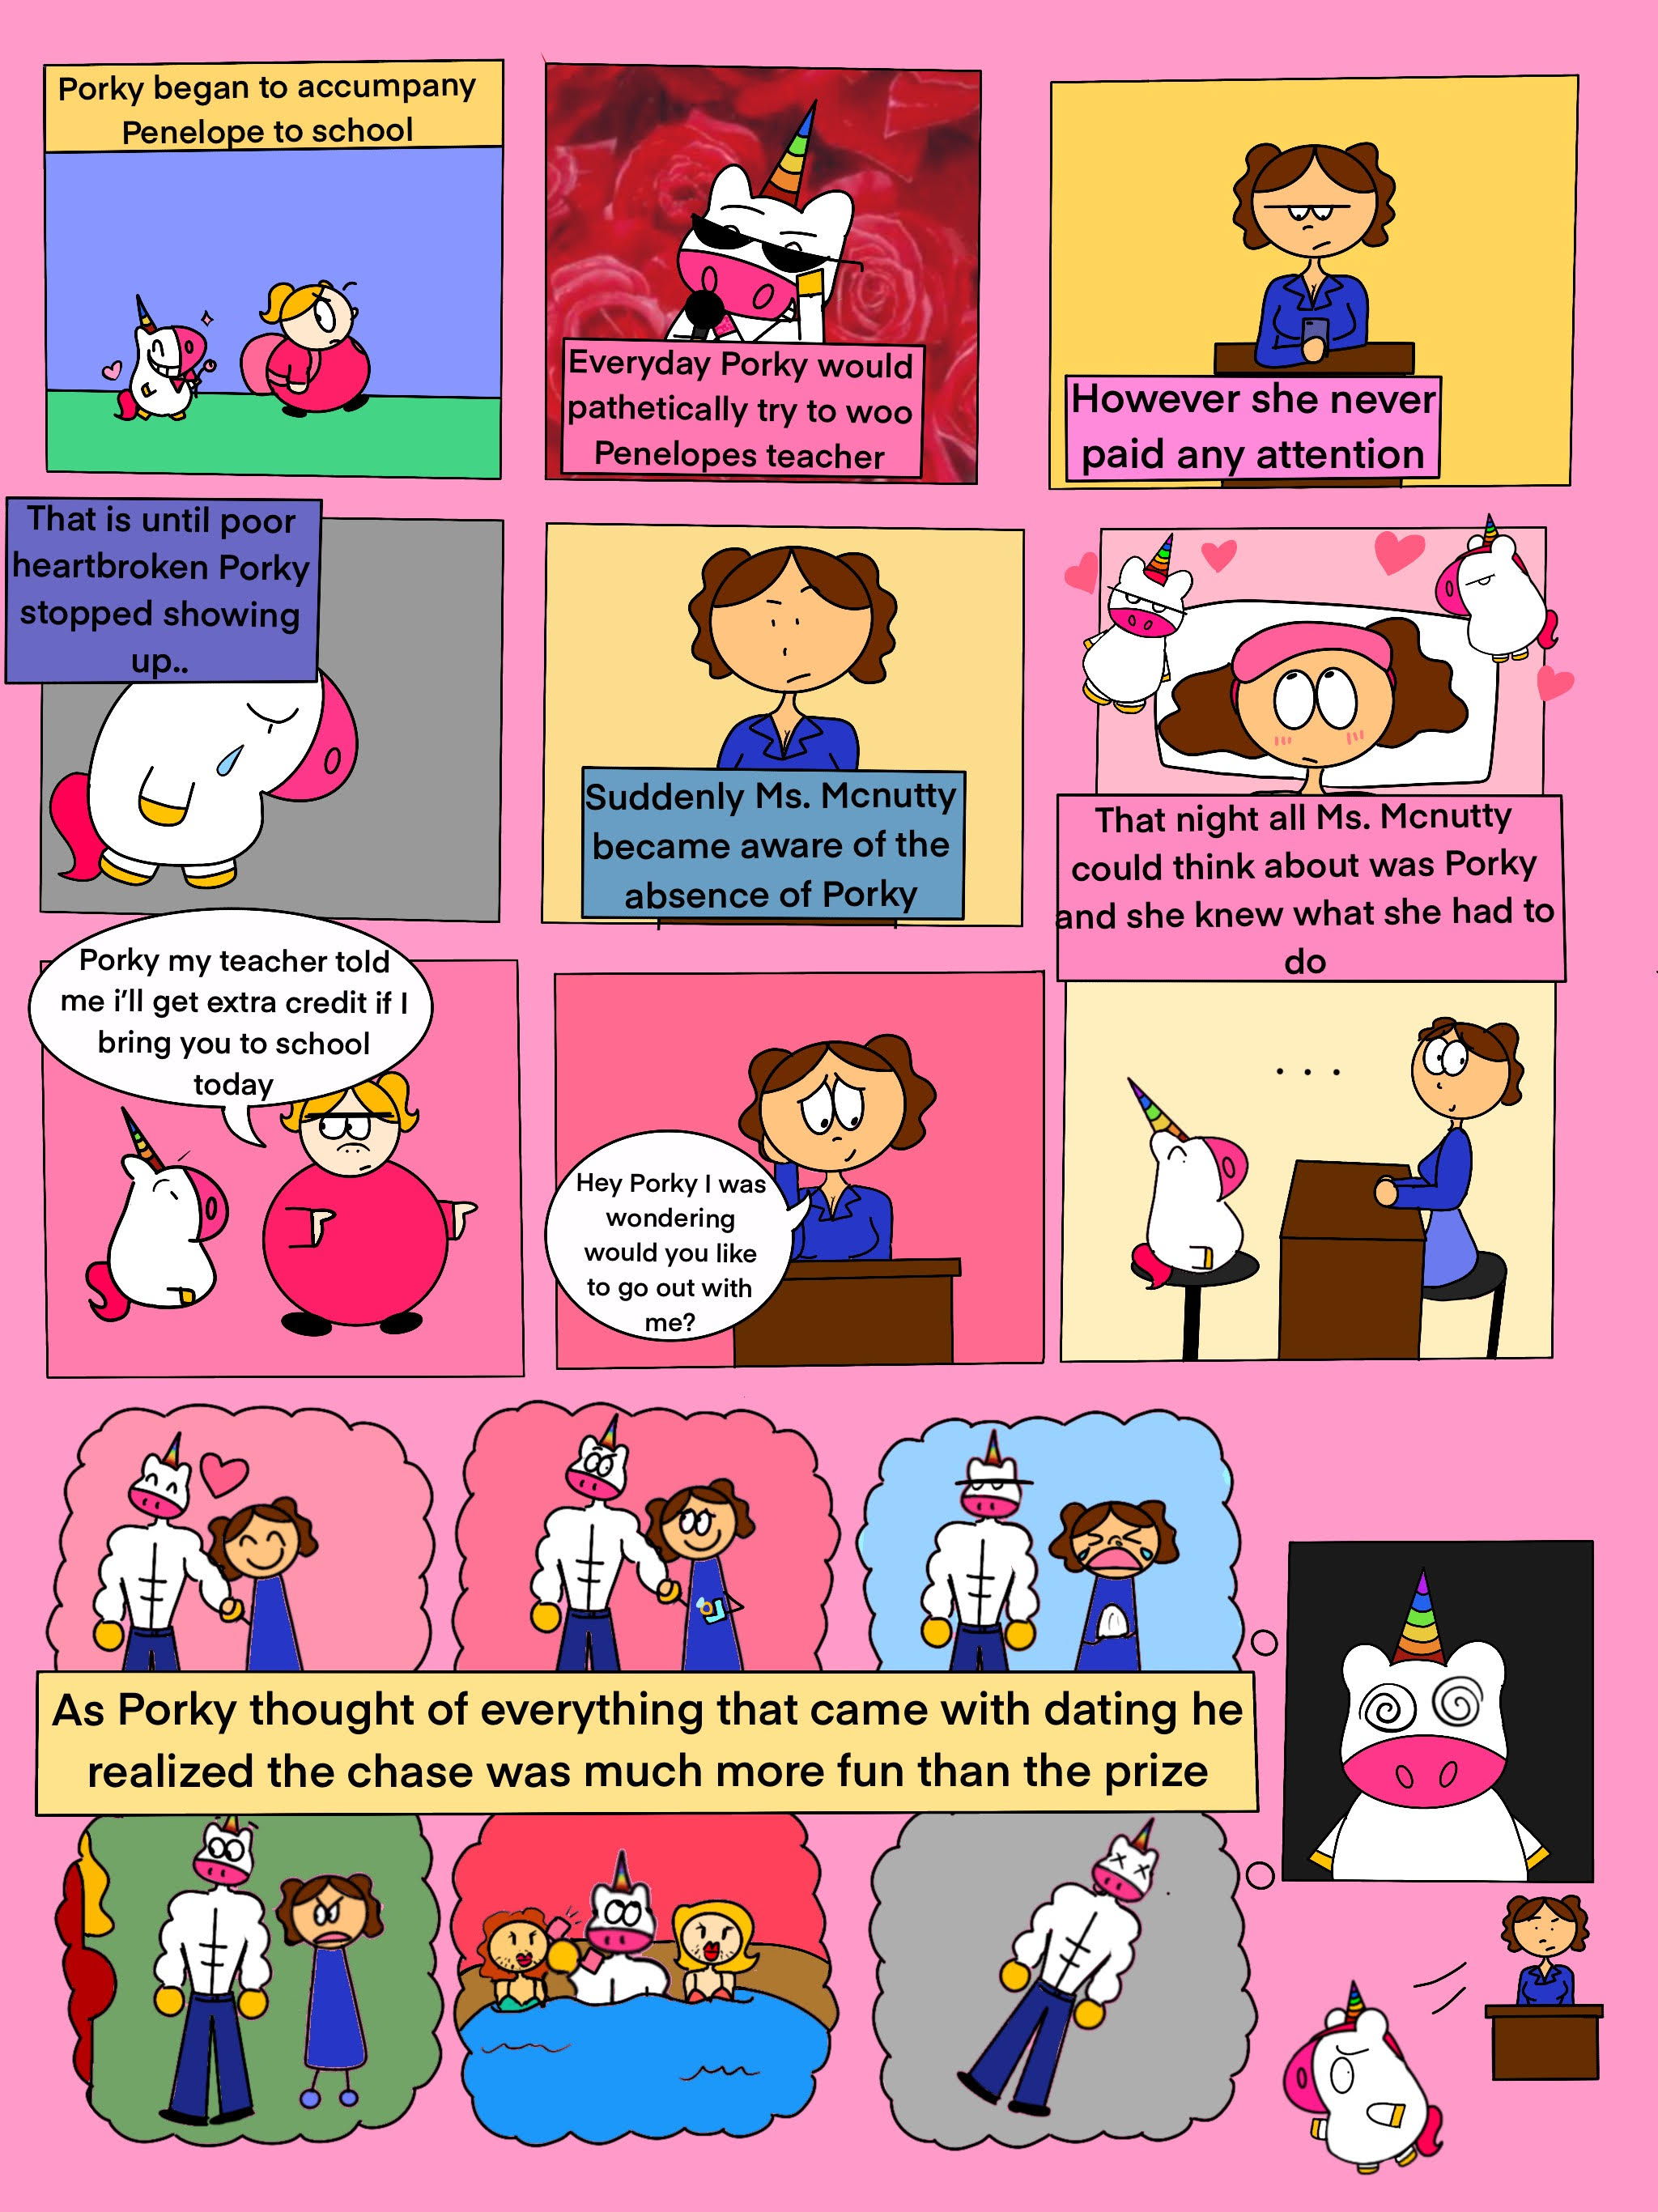 Porky began to accumpany
Penelope to school
Everyday Porky would
pathetically try to woo
Penelopes teacher
However she never
paid any attention
That is until poor
heartbroken Porky
stopped showing
up..
Suddenly Ms. Mcnutty
became aware of the
absence of Porky
That night all Ms. Mcnutty
could think about was Porky
and she knew what she had to
do
Porky my teacher told
me i'll get extra credit if I
bring you to school
today
Hey Porky I was
wondering
would you like
to go out with
me?
. . .
As Porky thought of everything that came with dating he
realized the chase was much more fun than the prize